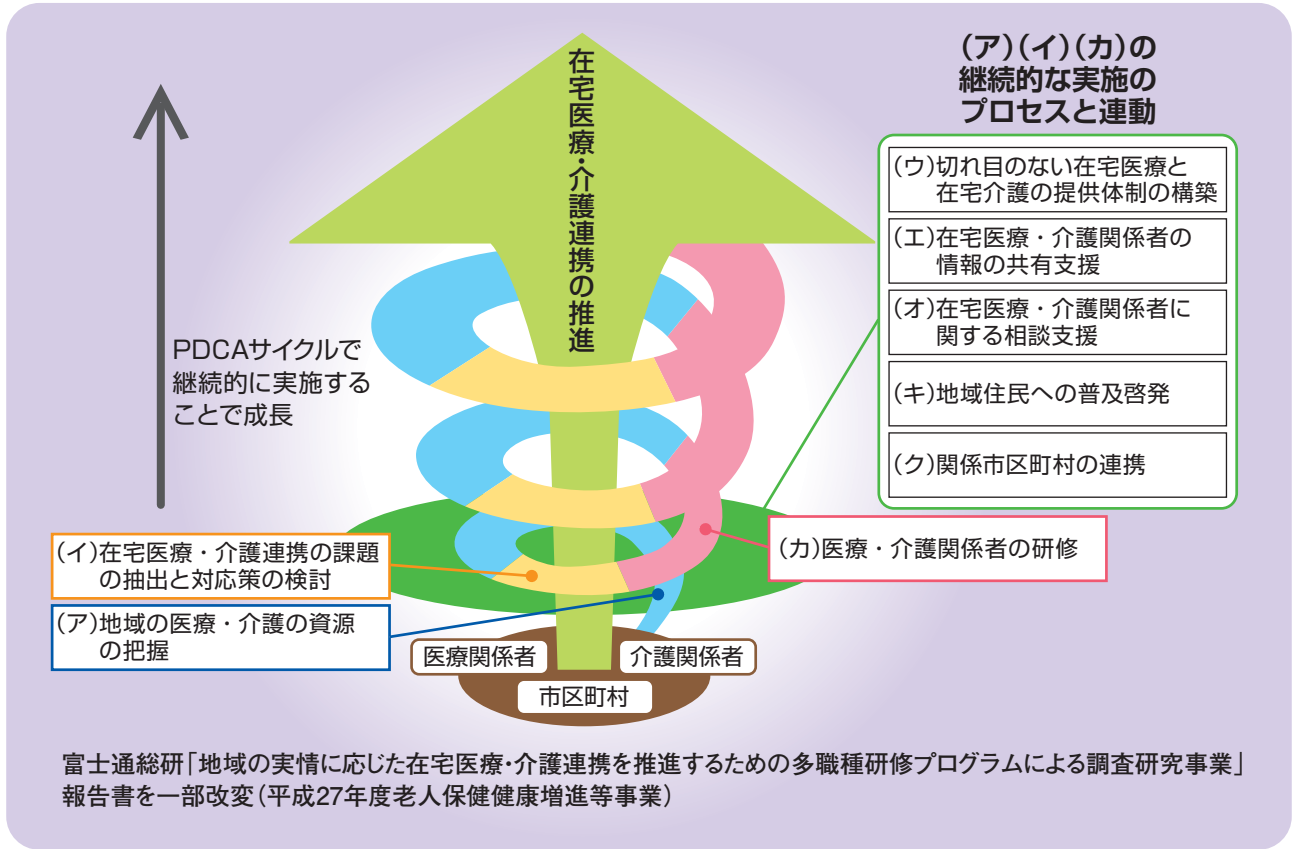 在宅医療・介護連携の推進
(ア)(イ)(カ)の
継続的な実施の
プロセスと連動
(ウ)切れ目のない在宅医療と
在宅介護の提供体制の構築
(エ)在宅医療・介護関係者の
情報の共有支援
(オ)在宅医療・介護関係者に
関する相談支援
(キ)地域住民への普及啓発
(ク)関係市区町村の連携
PDCAサイクルで
継続的に実施する
ことで成長
(イ)在宅医療・介護連携の課題
の抽出と対応策の検討
(カ)医療・介護関係者の研修
(ア)地域の医療・介護の資源
の把握
医療関係者
介護関係者
市区町村
富士通総研「地域の実情に応じた在宅医療・介護連携を推進するための多職種研修プログラムによる調査研究事業」
報告書を一部改変(平成27年度老人保健健康増進等事業)